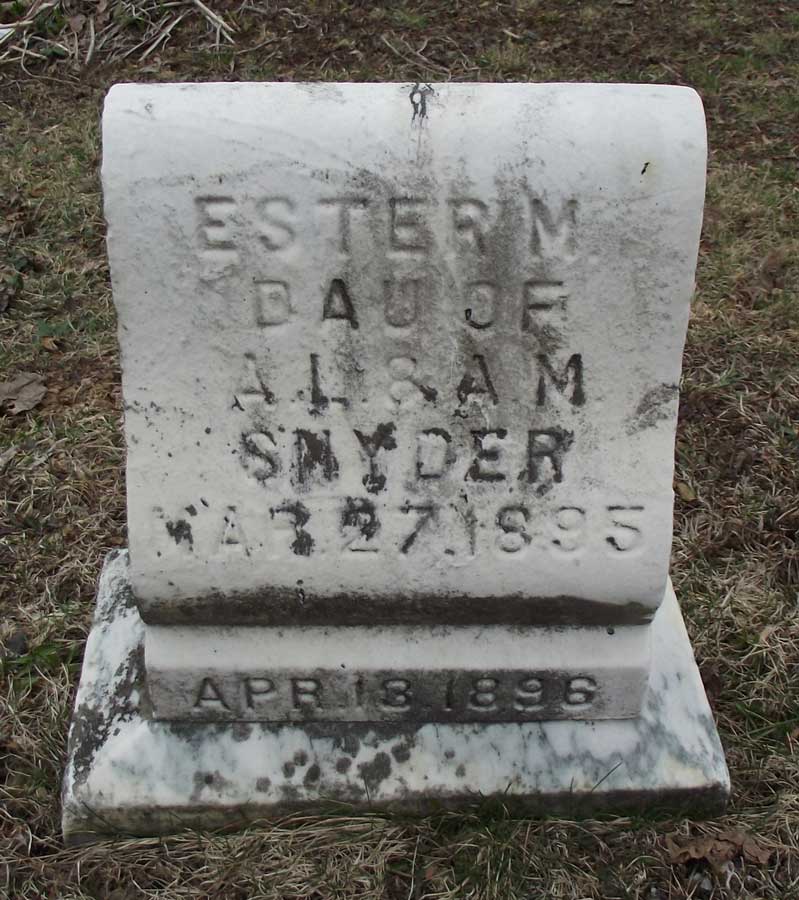 ESTER M.
DAU OF
A.L. & A M
SNYDER
MAR. 27, 1895
APR. 13. 1896